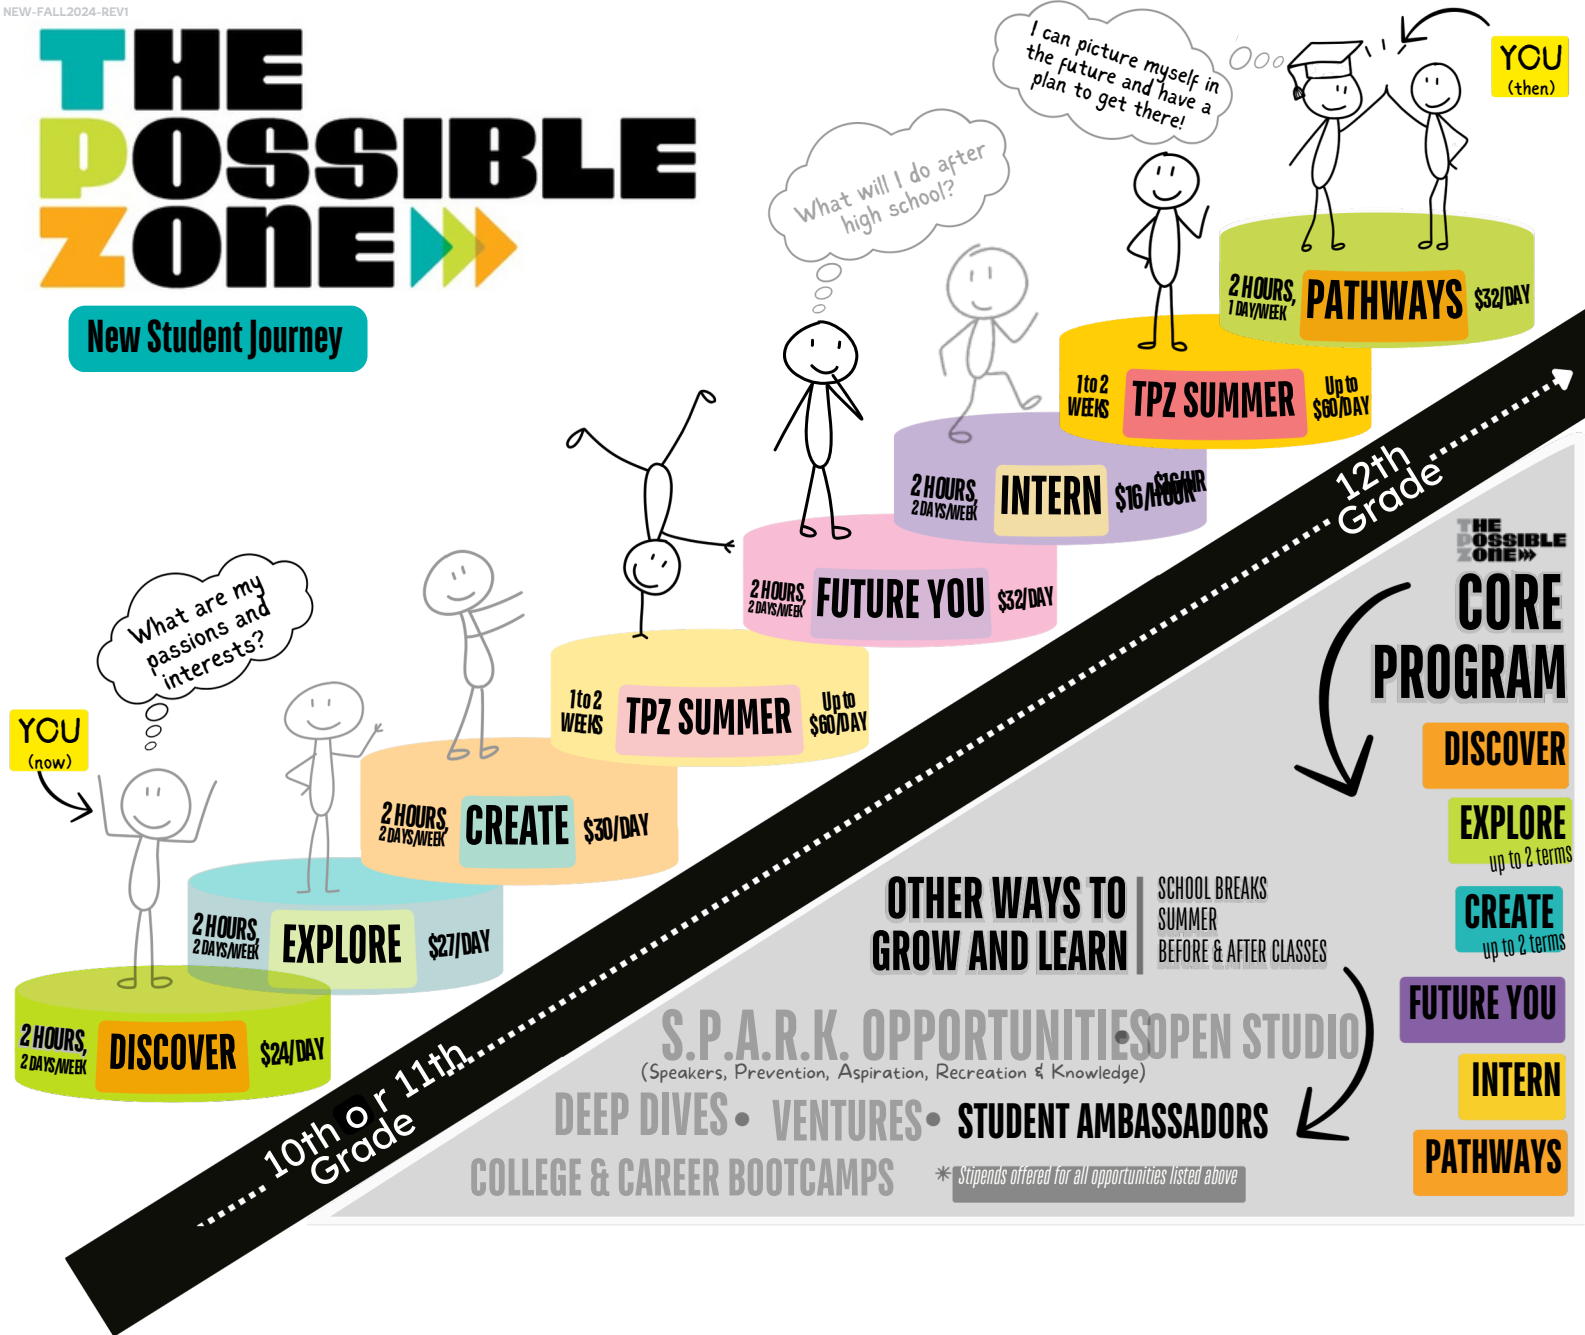 NEW-FALL2024-REV1
THE
POSSIBLE
ZONE
New Student Journey
I can picture myself in
the future and have a
plan to get there!
YOU
(then)
What will I do after
high school?
2 HOURS,
1 DAY/WEEK
PATHWAYS
$32/DAY
1 to 2
WEEKS
TPZ SUMMER
Up to
$60/DAY
2 HOURS,
2 DAYS/WEEK
INTERN
$16/HOUR
$16/HR
2 HOURS,
2 DAYS/WEEK
FUTURE YOU
$32/DAY
1 to 2
WEEKS
TPZ SUMMER
Up to
$60/DAY
2 HOURS,
2 DAYS/WEEK
CREATE
$30/DAY
What are my
passions and
interests?
YOU
(now)
2 HOURS,
2 DAYS/WEEK
EXPLORE
$27/DAY
2 HOURS,
2 DAYS/WEEK
DISCOVER
$24/DAY
10th or 11th
Grade
12th
Grade
THE
POSSIBLE
ZONE
CORE
PROGRAM
DISCOVER
EXPLORE
up to 2 terms
CREATE
up to 2 terms
FUTURE YOU
INTERN
PATHWAYS
OTHER WAYS TO
GROW AND LEARN
SCHOOL BREAKS
SUMMER
BEFORE & AFTER CLASSES
S.P.A.R.K. OPPORTUNITIES • OPEN STUDIO
(Speakers, Prevention, Aspiration, Recreation & Knowledge)
DEEP DIVES • VENTURES • STUDENT AMBASSADORS
COLLEGE & CAREER BOOTCAMPS
* Stipends offered for all opportunities listed above